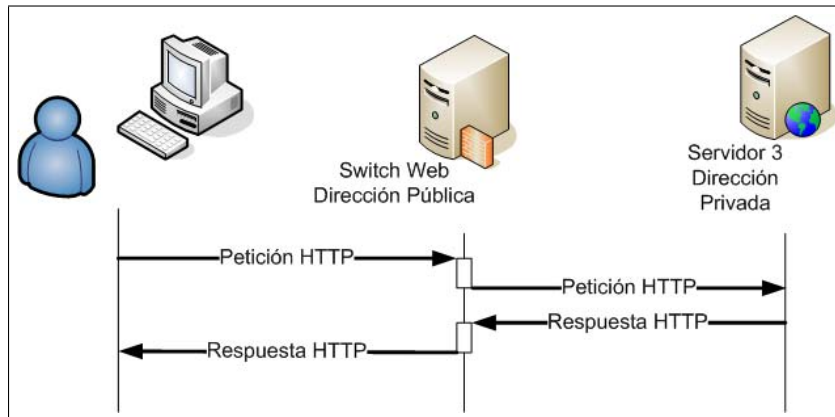 Switch Web
Dirección Pública
Servidor 3
Dirección
Privada
Petición HTTP
Petición HTTP
Respuesta HTTP
Respuesta HTTP